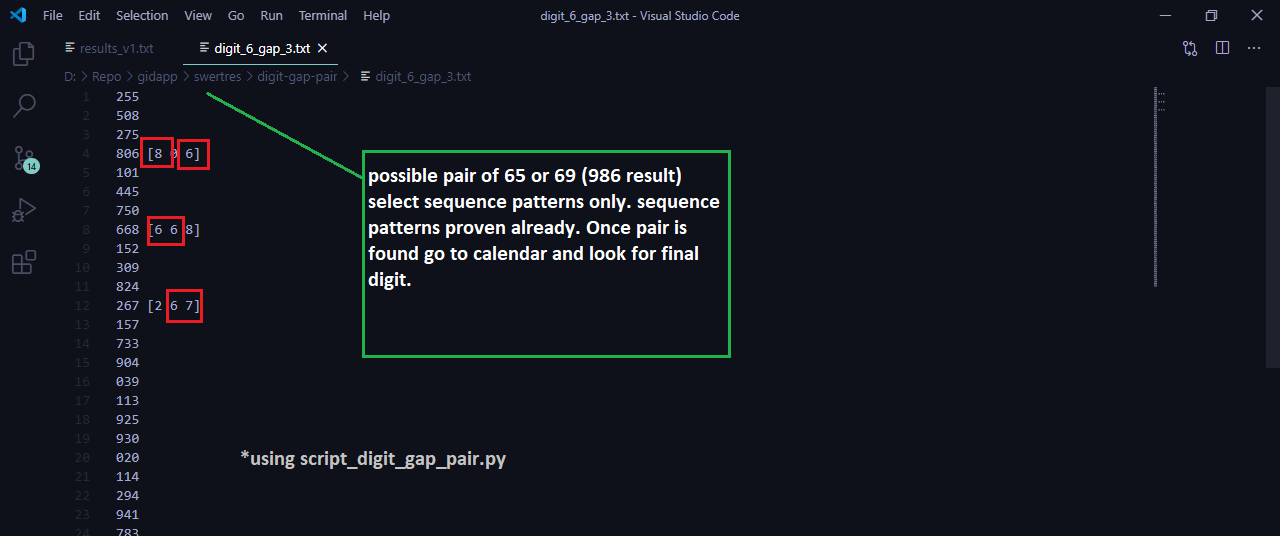 File Edit Selection View Go Run Terminal Help
digit_6_gap_3.txt - Visual Studio Code
results_v1.txt
digit_6_gap_3.txt
D: > Repo > gidapp > swertres > digit-gap-pair > digit_6_gap_3.txt
1 255
2 508
3 275
4 806 [8 0 6]
5 101
6 445
7 750
8 668 [6 6 8]
9 152
10 309
11 824
12 267 [2 6 7]
13 157
14 733
15 904
16 039
17 113
18 925
19 930
20 020
21 114
22 294
23 941
24 783
14
possible pair of 65 or 69 (986 result)
select sequence patterns only. sequence
patterns proven already. Once pair is
found go to calendar and look for final
digit.
*using script_digit_gap_pair.py